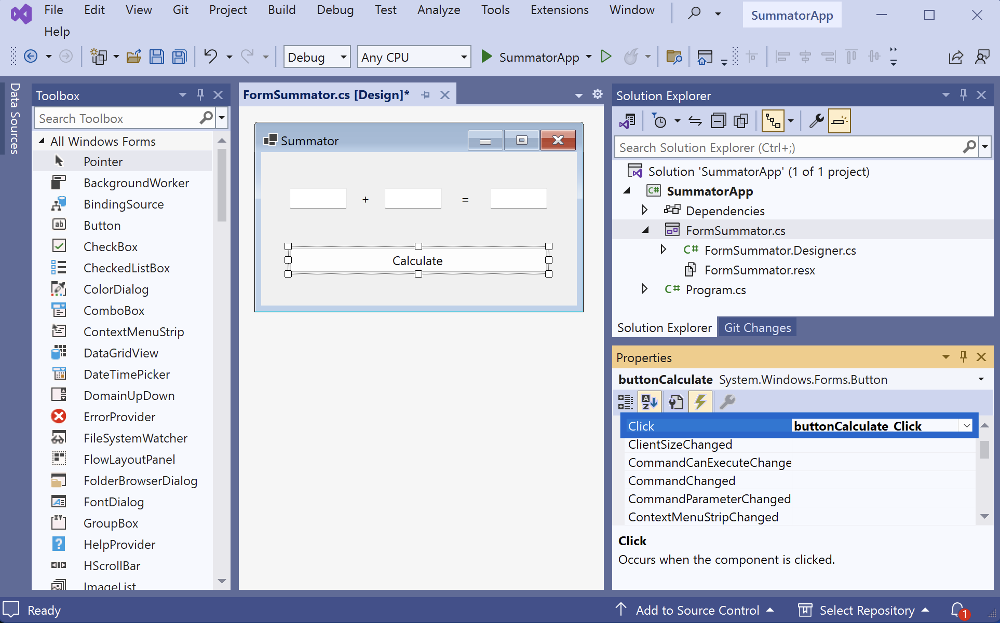 File Edit View Git Project Build Debug Test Analyze Tools Extensions Window SummatorApp
Help
Debug Any CPU SummatorApp
Data Sources
Toolbox
Search Toolbox
All Windows Forms
Pointer
BackgroundWorker
BindingSource
Button
CheckBox
CheckedListBox
ColorDialog
ComboBox
ContextMenuStrip
DataGridView
DateTimePicker
DomainUpDown
ErrorProvider
FileSystemWatcher
FlowLayoutPanel
FolderBrowserDialog
FontDialog
GroupBox
HelpProvider
HScrollBar
ImageList
FormSummator.cs [Design]*
Summator
+ =
Calculate
Solution Explorer
Search Solution Explorer (Ctrl+;)
Solution 'SummatorApp' (1 of 1 project)
C# SummatorApp
Dependencies
FormSummator.cs
C# FormSummator.Designer.cs
FormSummator.resx
C# Program.cs
Solution Explorer Git Changes
Properties
buttonCalculate System.Windows.Forms.Button
Click buttonCalculate_Click
ClientSizeChanged
CommandCanExecuteChange
CommandChanged
CommandParameterChanged
ContextMenuStripChanged
Click
Occurs when the component is clicked.
Ready Add to Source Control Select Repository 1